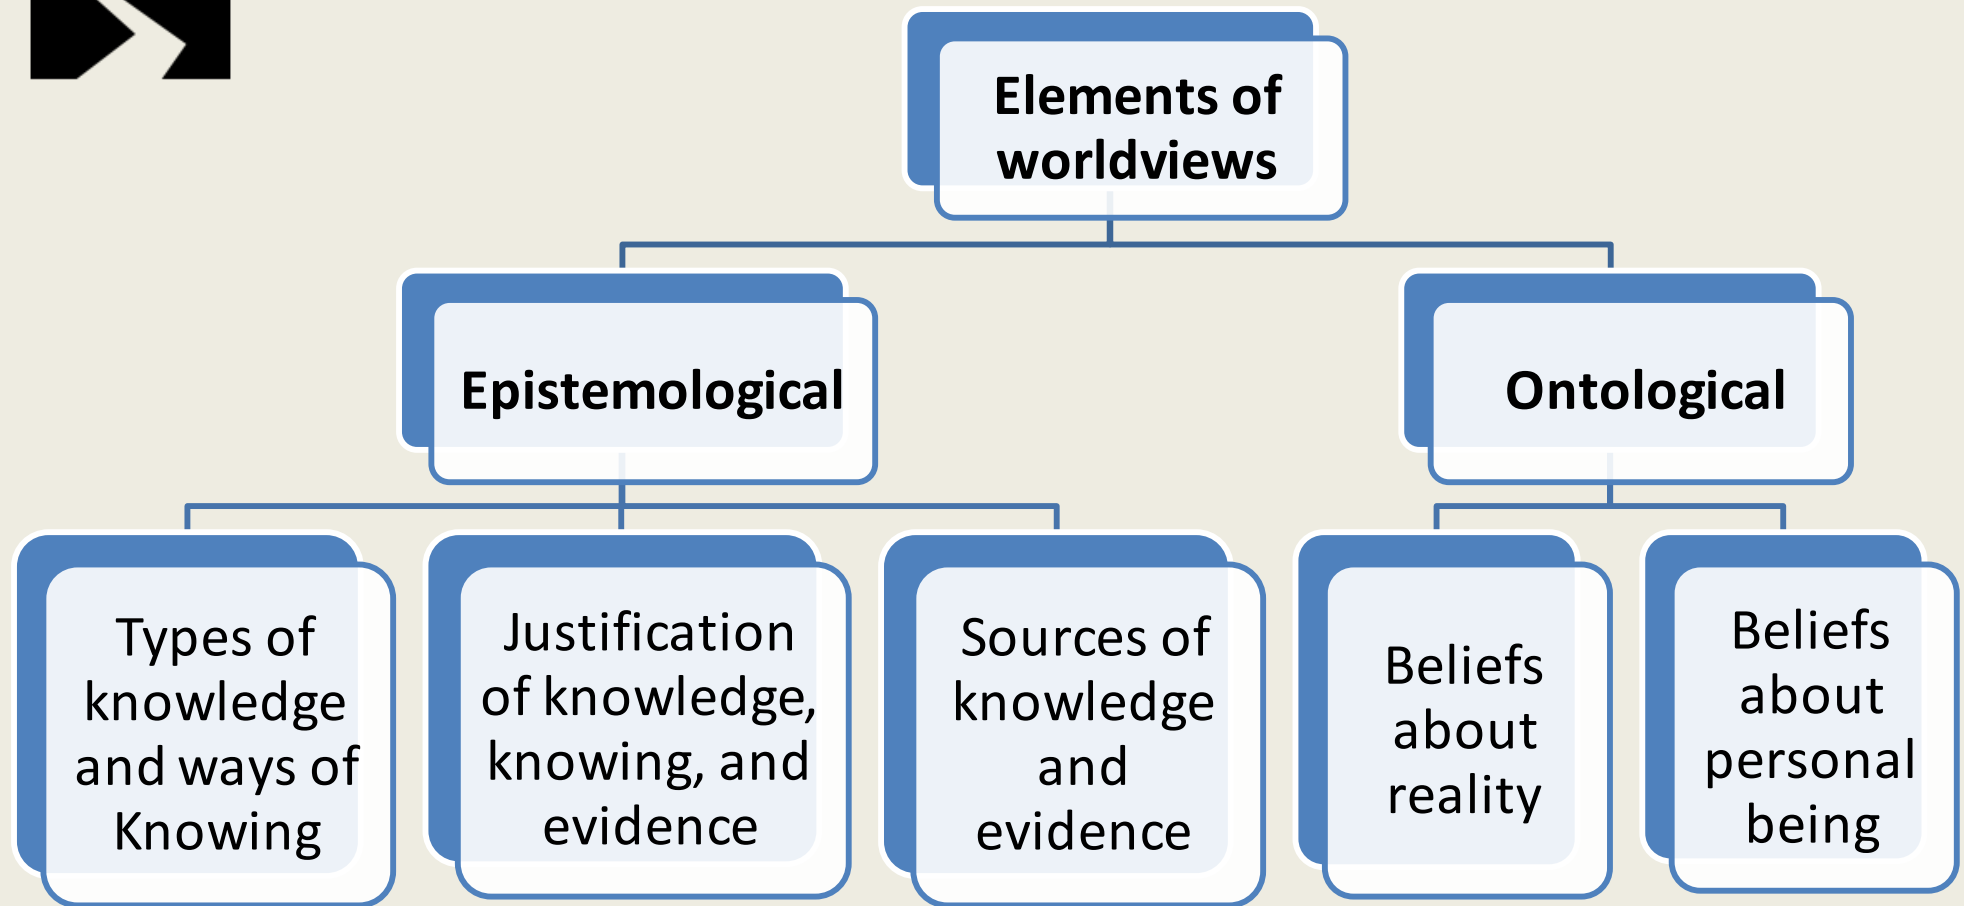 Elements of
worldviews
Epistemological
Ontological
Types of
knowledge
and ways of
Knowing
Justification
of knowledge,
knowing, and
evidence
Sources of
knowledge
and
evidence
Beliefs
about
reality
Beliefs
about
personal
being